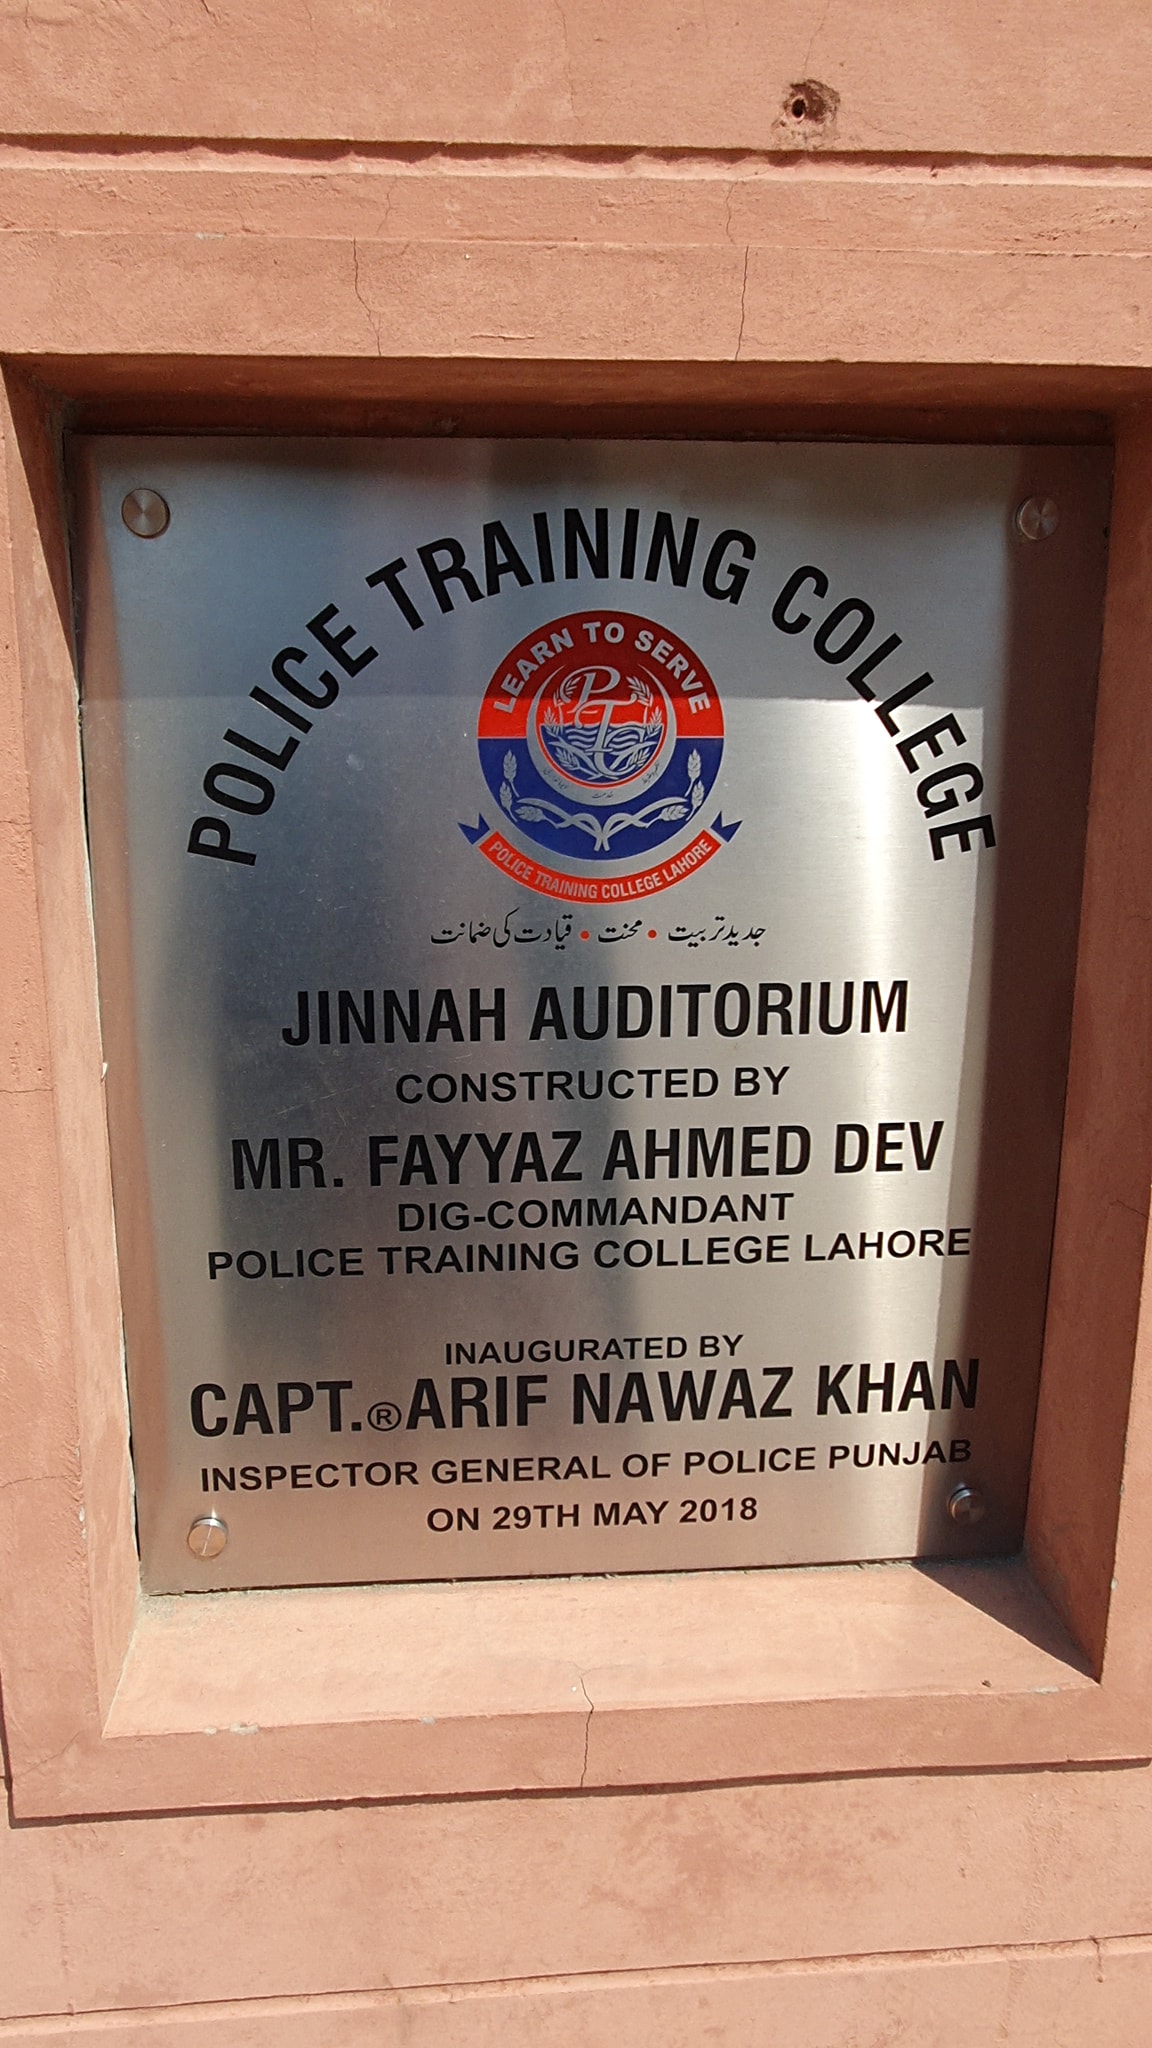 POLICE TRAINING COLLEGE
LEARN TO SERVE
PTC
POLICE TRAINING COLLEGE LAHORE
جدید تربیت • محنت • قیادت کی ضمانت
JINNAH AUDITORIUM
CONSTRUCTED BY
MR. FAYYAZ AHMED DEV
DIG-COMMANDANT
POLICE TRAINING COLLEGE LAHORE
INAUGURATED BY
CAPT.®ARIF NAWAZ KHAN
INSPECTOR GENERAL OF POLICE PUNJAB
ON 29TH MAY 2018